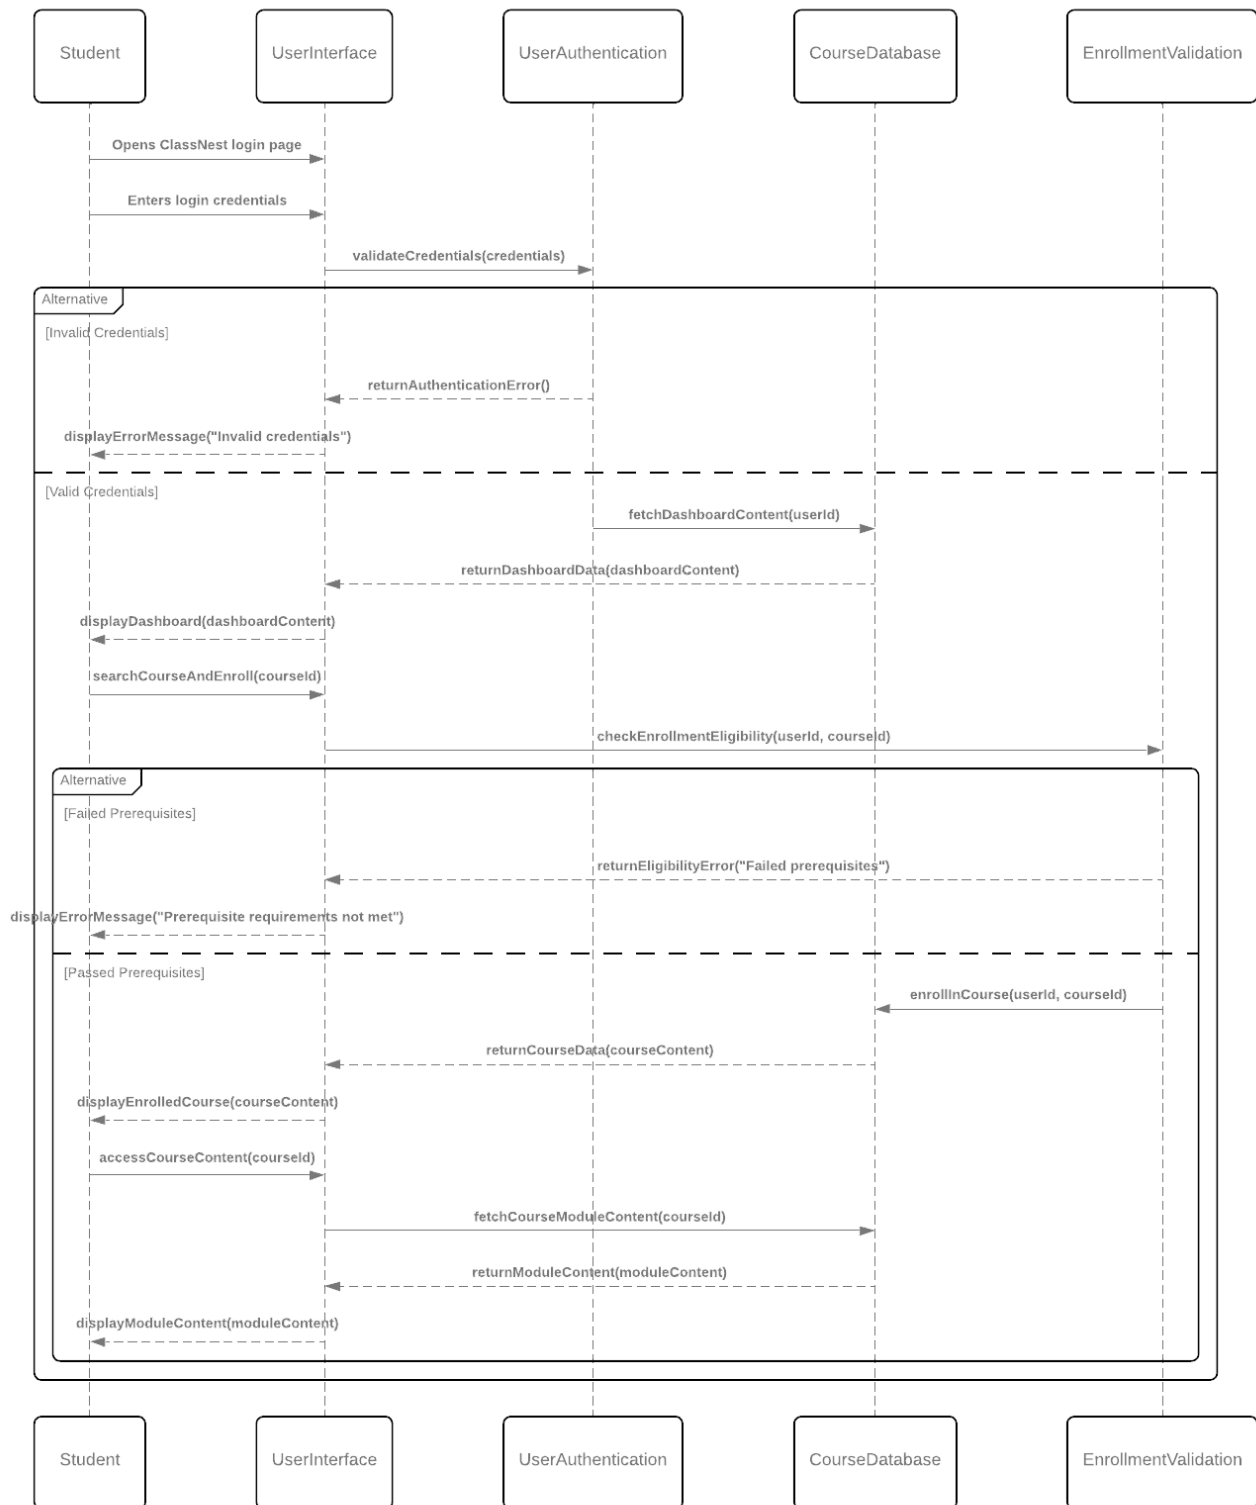 Student
UserInterface
UserAuthentication
CourseDatabase
EnrollmentValidation
Opens ClassNest login page
Enters login credentials
validateCredentials(credentials)
Alternative
[Invalid Credentials]
returnAuthenticationError()
displayErrorMessage("Invalid credentials")
[Valid Credentials]
fetchDashboardContent(userId)
returnDashboardData(dashboardContent)
displayDashboard(dashboardContent)
searchCourseAndEnroll(courseId)
checkEnrollmentEligibility(userId, courseId)
Alternative
[Failed Prerequisites]
returnEligibilityError("Failed prerequisites")
displayErrorMessage("Prerequisite requirements not met")
[Passed Prerequisites]
enrollInCourse(userId, courseId)
returnCourseData(courseContent)
displayEnrolledCourse(courseContent)
accessCourseContent(courseId)
fetchCourseModuleContent(courseId)
returnModuleContent(moduleContent)
displayModuleContent(moduleContent)
Student
UserInterface
UserAuthentication
CourseDatabase
EnrollmentValidation